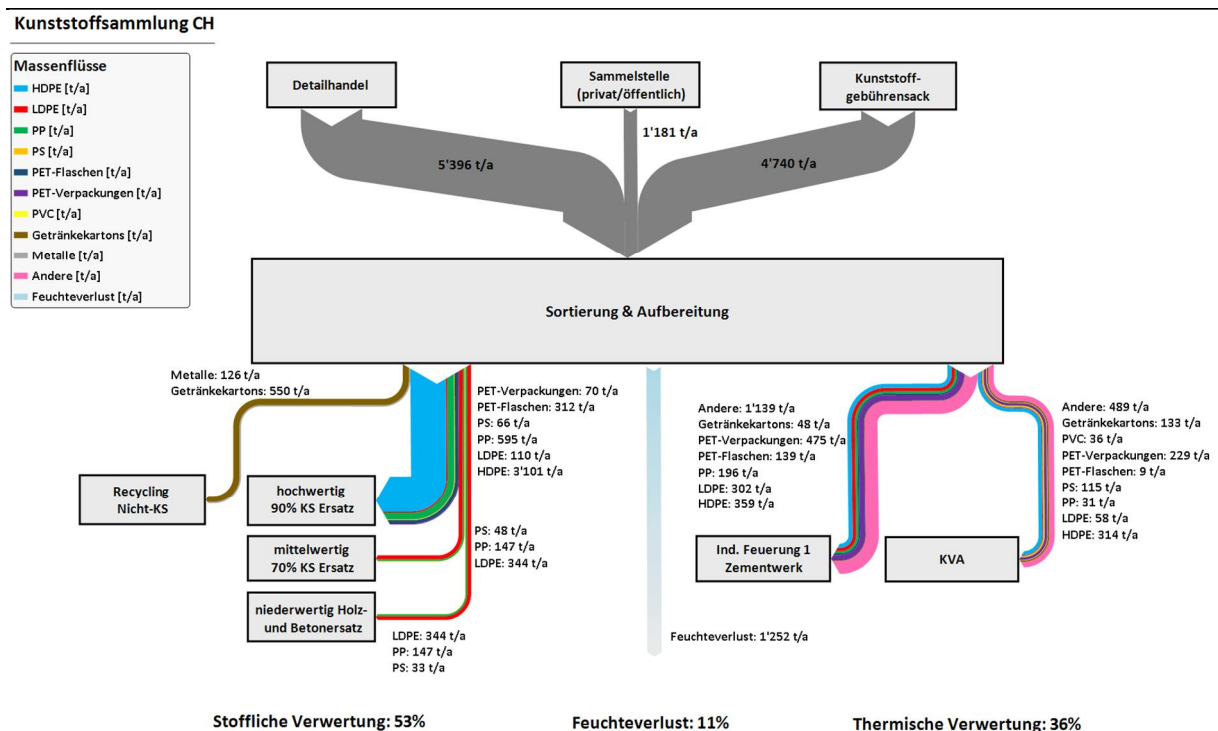 Kunststoffsammlung CH
Massenflüsse
HDPE [t/a]
LDPE [t/a]
PP [t/a]
PS [t/a]
PET-Flaschen [t/a]
PET-Verpackungen [t/a]
PVC [t/a]
Getränkekartons [t/a]
Metalle [t/a]
Andere [t/a]
Feuchteverlust [t/a]
Detailhandel
Sammelstelle
(privat/öffentlich)
Kunststoff-
gebührensack
5'396 t/a
1'181 t/a
4'740 t/a
Sortierung & Aufbereitung
Metalle: 126 t/a
Getränkekartons: 550 t/a
PET-Verpackungen: 70 t/a
PET-Flaschen: 312 t/a
PS: 66 t/a
PP: 595 t/a
LDPE: 110 t/a
HDPE: 3'101 t/a
Recycling
Nicht-KS
hochwertig
90% KS Ersatz
PS: 48 t/a
PP: 147 t/a
LDPE: 344 t/a
mittelwertig
70% KS Ersatz
niederwertig Holz-
und Betonersatz
LDPE: 344 t/a
PP: 147 t/a
PS: 33 t/a
Feuchteverlust: 1'252 t/a
Andere: 1'139 t/a
Getränkekartons: 48 t/a
PET-Verpackungen: 475 t/a
PET-Flaschen: 139 t/a
PP: 196 t/a
LDPE: 302 t/a
HDPE: 359 t/a
Ind. Feuerung 1
Zementwerk
Andere: 489 t/a
Getränkekartons: 133 t/a
PVC: 36 t/a
PET-Verpackungen: 229 t/a
PET-Flaschen: 9 t/a
PS: 115 t/a
PP: 31 t/a
LDPE: 58 t/a
HDPE: 314 t/a
KVA
Stoffliche Verwertung: 53%
Feuchteverlust: 11%
Thermische Verwertung: 36%